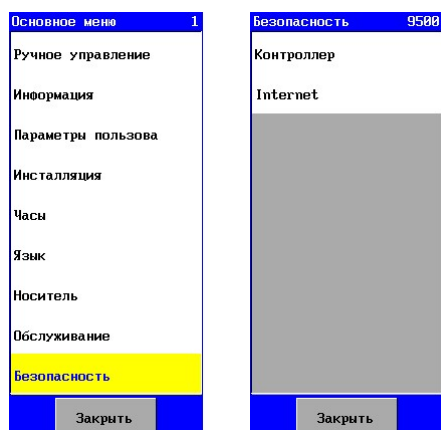 Основное меню 1
Ручное управление
Информация
Параметры пользова
Инсталляция
Часы
Язык
Носитель
Обслуживание
Безопасность
Закрыть
Безопасность 9500
Контроллер
Internet
Закрыть